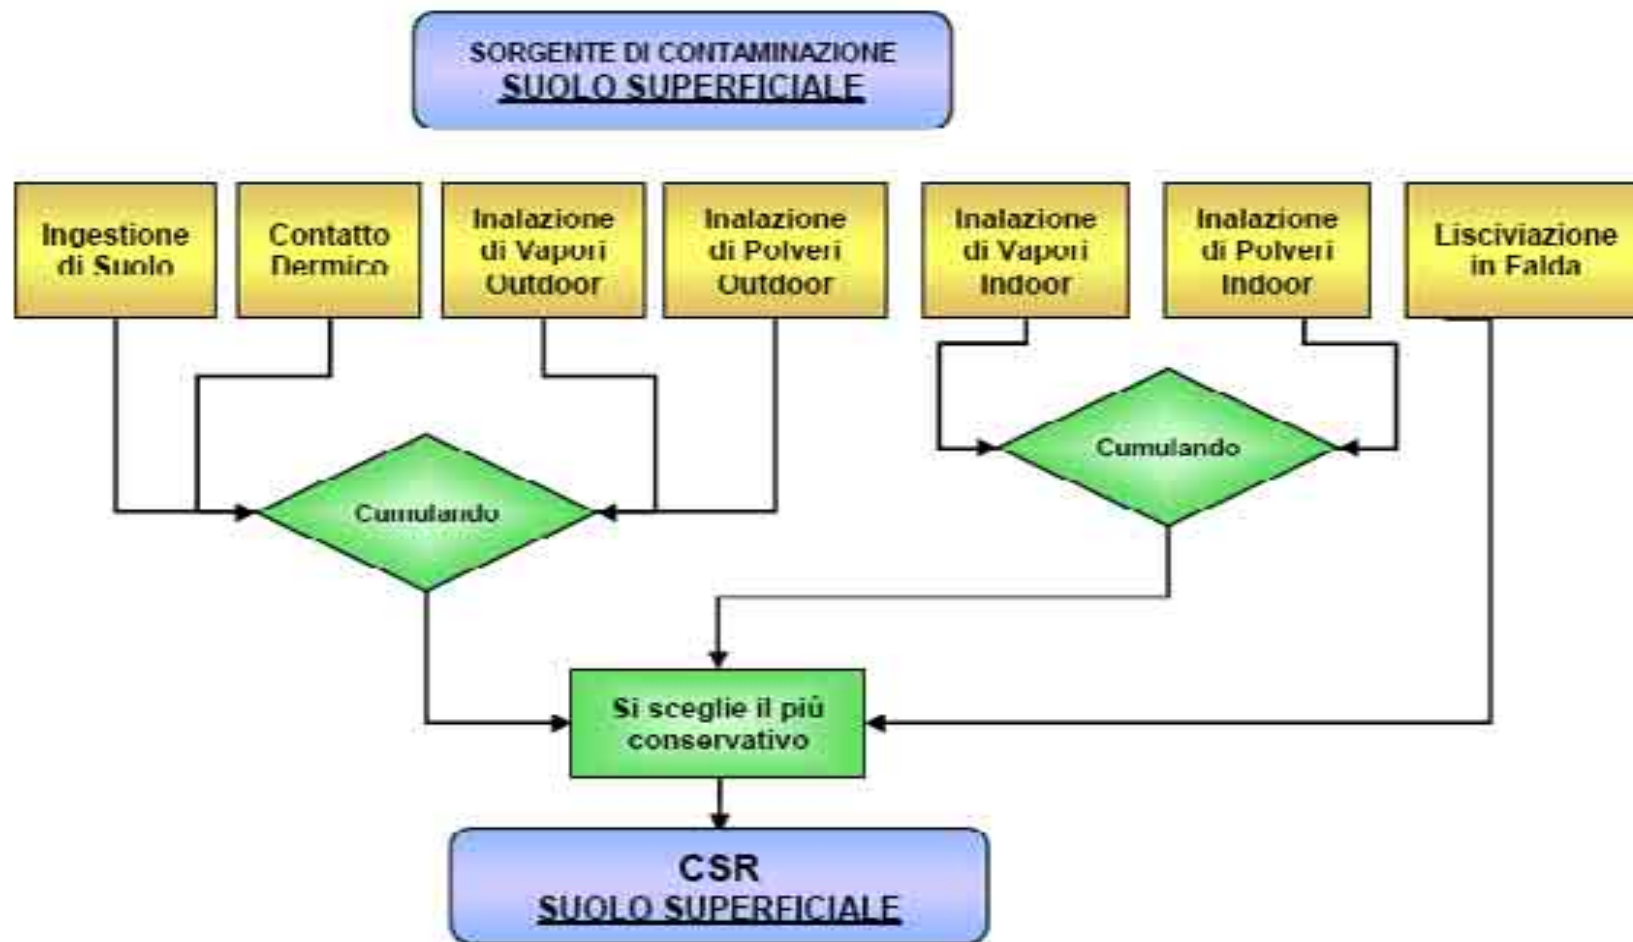 SORGENTE DI CONTAMINAZIONE
SUOLO SUPERFICIALE
Ingestione
di Suolo
Contatto
Dermico
Inalazione
di Vapori
Outdoor
Inalazione
di Polveri
Outdoor
Inalazione
di Vapori
Indoor
Inalazione
di Polveri
Indoor
Lisciviazione
in Falda
Cumulando
Cumulando
Si sceglie il più
conservativo
CSR
SUOLO SUPERFICIALE